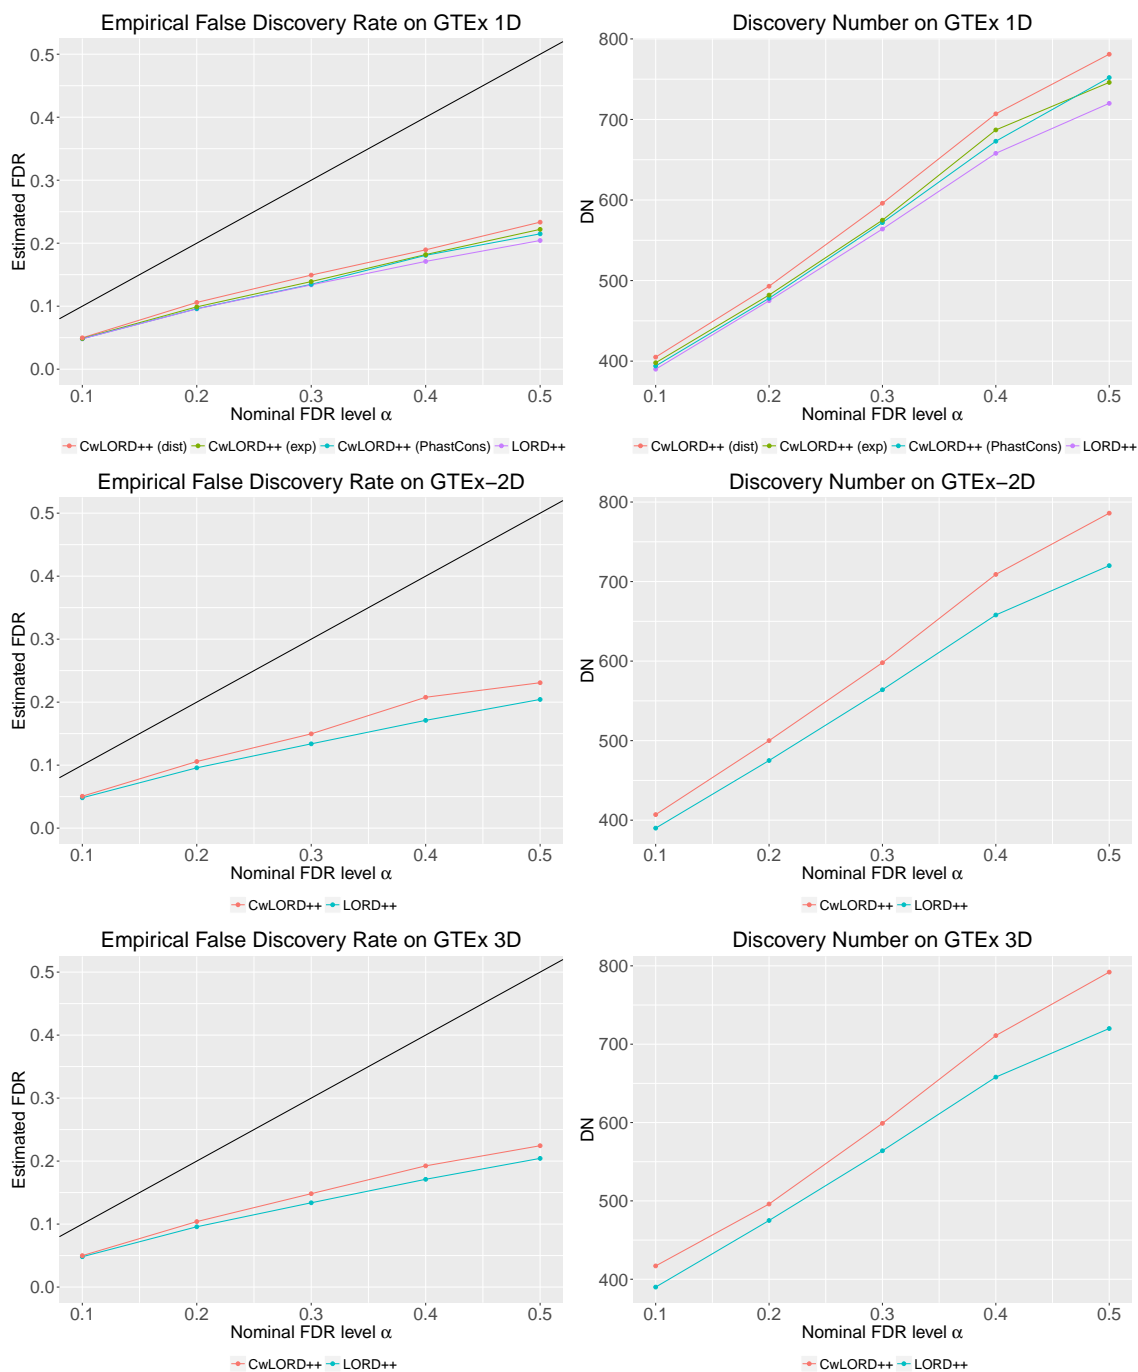 Empirical False Discovery Rate on GTEx 1D
Estimated FDR
0.5
0.4
0.3
0.2
0.1
0.0
0.1 0.2 0.3 0.4 0.5
Nominal FDR level α
CwLORD++ (dist) CwLORD++ (exp) CwLORD++ (PhastCons) LORD++
Discovery Number on GTEx 1D
DN
800
700
600
500
400
0.1 0.2 0.3 0.4 0.5
Nominal FDR level α
CwLORD++ (dist) CwLORD++ (exp) CwLORD++ (PhastCons) LORD++
Empirical False Discovery Rate on GTEx−2D
Estimated FDR
0.5
0.4
0.3
0.2
0.1
0.0
0.1 0.2 0.3 0.4 0.5
Nominal FDR level α
CwLORD++ LORD++
Discovery Number on GTEx−2D
DN
800
700
600
500
400
0.1 0.2 0.3 0.4 0.5
Nominal FDR level α
CwLORD++ LORD++
Empirical False Discovery Rate on GTEx 3D
Estimated FDR
0.5
0.4
0.3
0.2
0.1
0.0
0.1 0.2 0.3 0.4 0.5
Nominal FDR level α
CwLORD++ LORD++
Discovery Number on GTEx 3D
DN
800
700
600
500
400
0.1 0.2 0.3 0.4 0.5
Nominal FDR level α
CwLORD++ LORD++